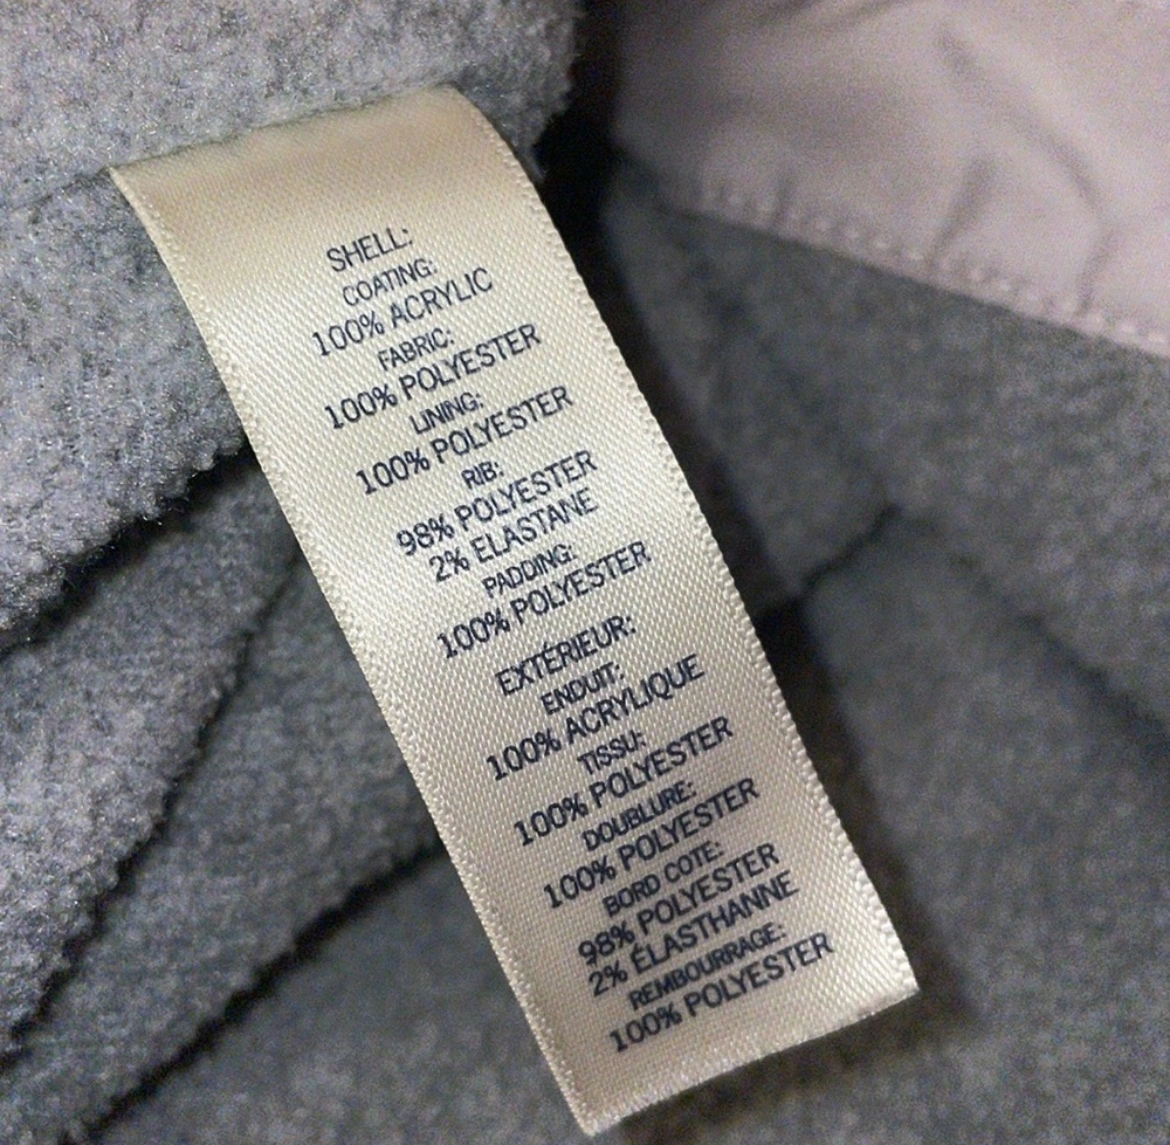 SHELL:
COATING:
100% ACRYLIC
FABRIC:
100% POLYESTER
LINING:
100% POLYESTER
RIB:
98% POLYESTER
2% ELASTANE
PADDING:
100% POLYESTER
EXTÉRIEUR:
ENDUIT:
100% ACRYLIQUE
TISSU:
100% POLYESTER
DOUBLURE:
100% POLYESTER
BORD COTE:
98% POLYESTER
2% ÉLASTHANNE
REMBOURRAGE:
100% POLYESTER